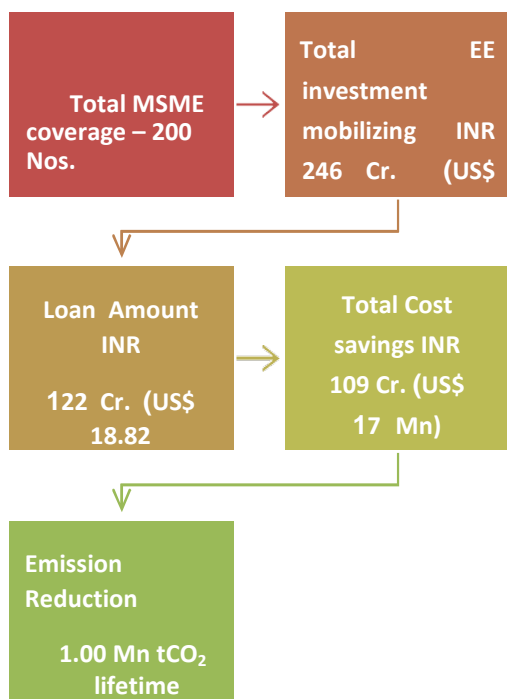 Total MSME
coverage – 200
Nos.
Total EE
investment
mobilizing INR
246 Cr. (US$
Loan Amount
INR
122 Cr. (US$
18.82
Total Cost
savings INR
109 Cr. (US$
17 Mn)
Emission
Reduction
1.00 Mn tCO₂
lifetime